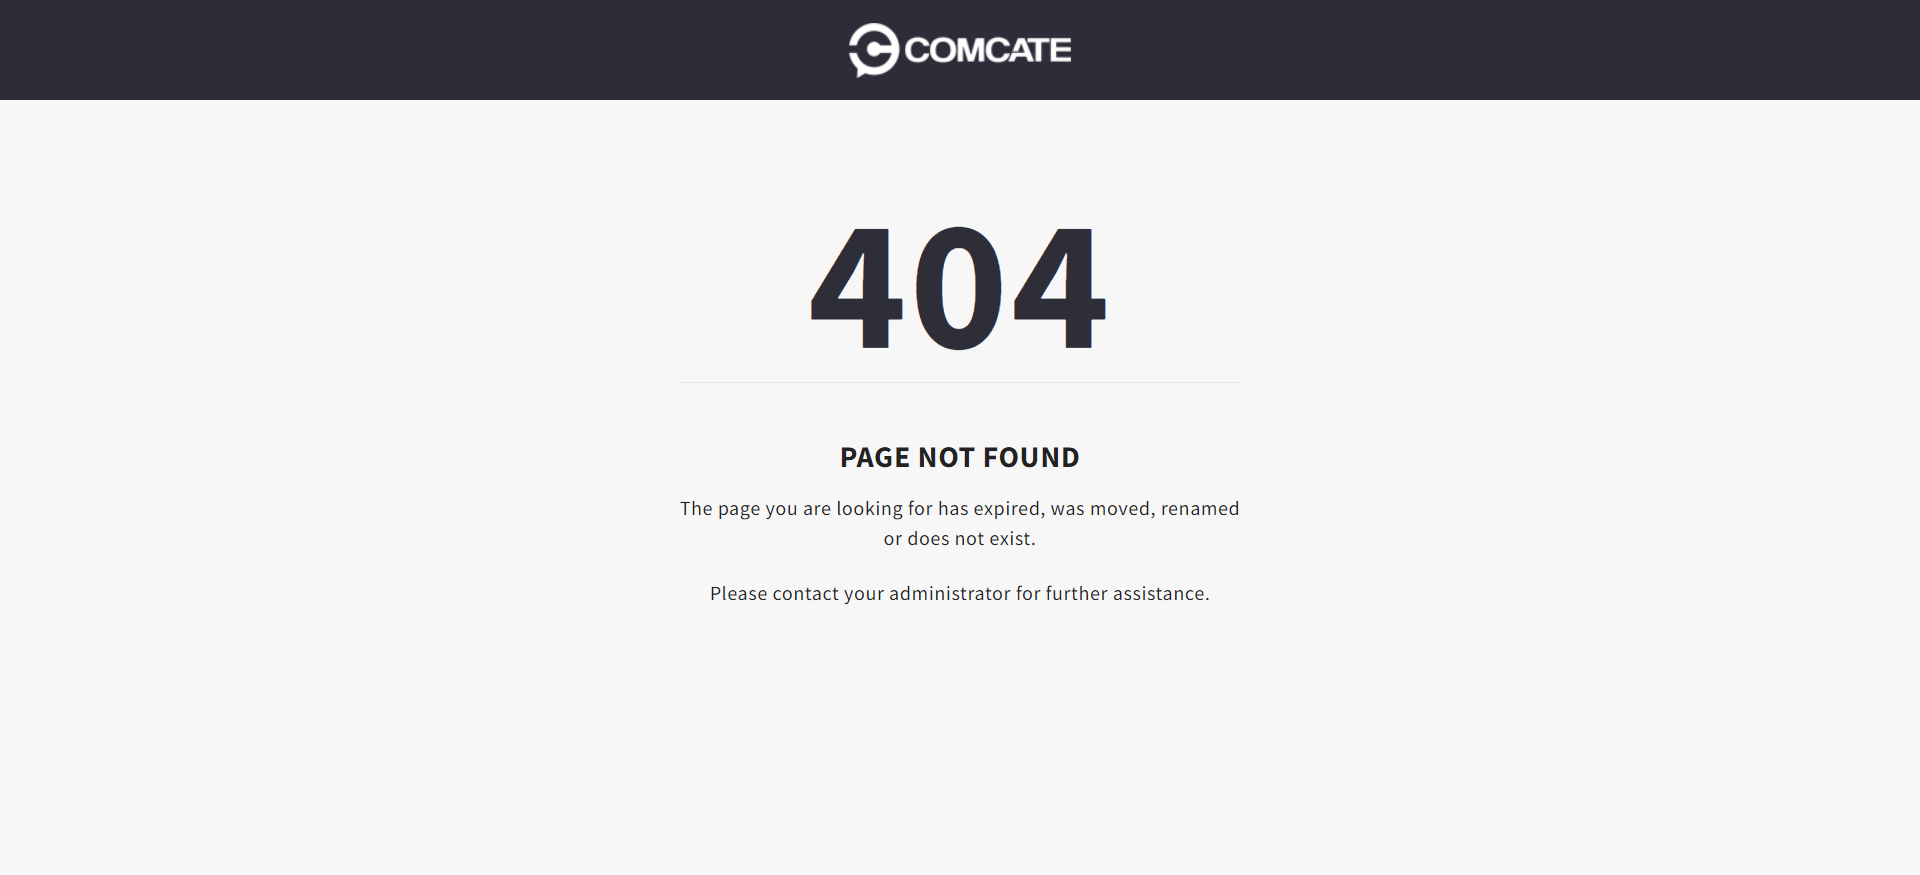 COMCATE
404
PAGE NOT FOUND
The page you are looking for has expired, was moved, renamed
or does not exist.
Please contact your administrator for further assistance.